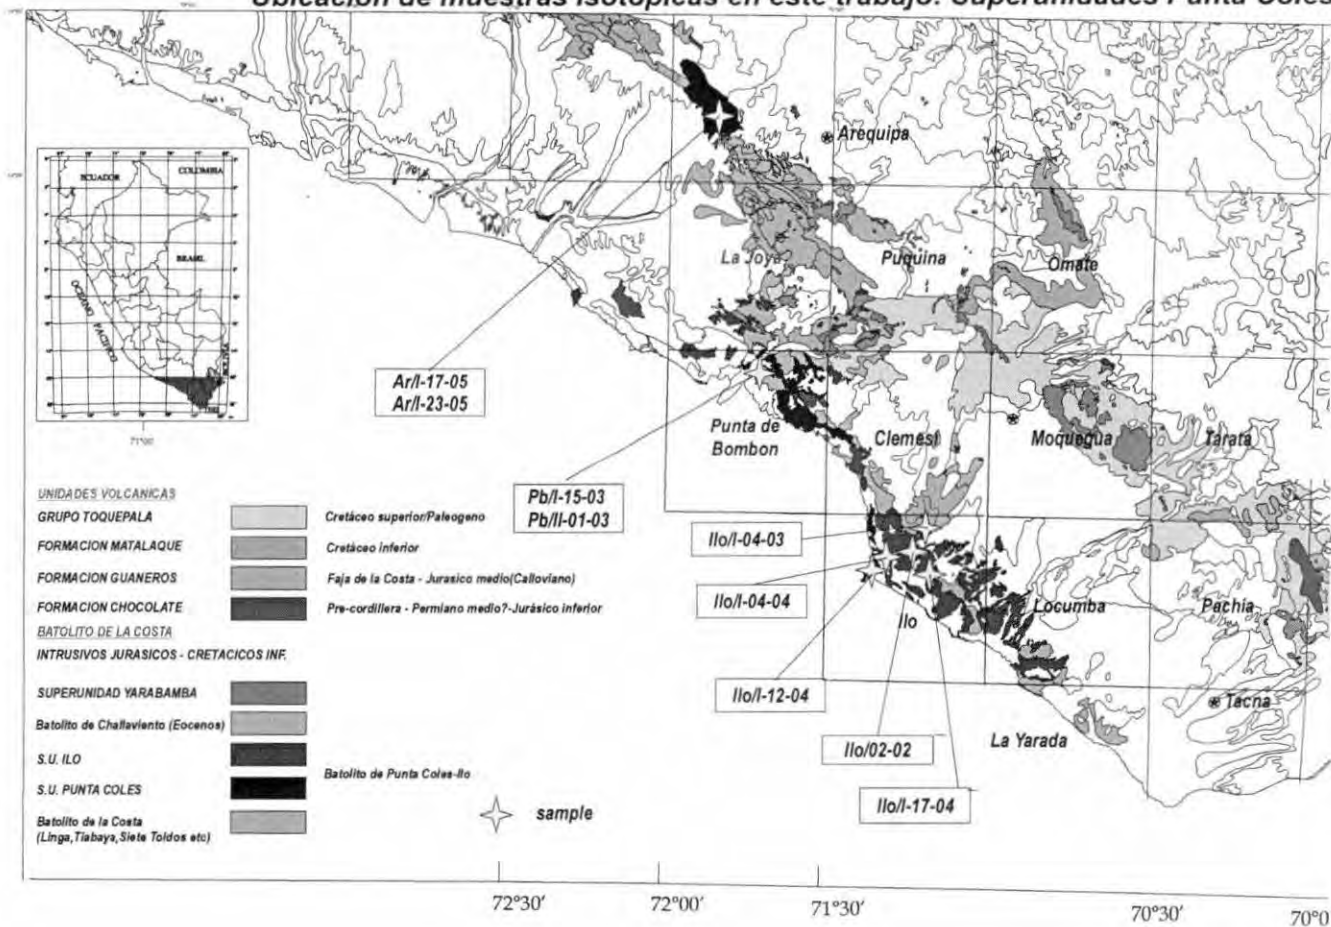 Ubicación de muestras isotópicas en este trabajo: Superunidades Punta Coles
Arequipa
ECUADOR
COLOMBIA
BRASIL
OCEANO PACIFICO
71°00
La Joya
Puquina
Omate
Ar/I-17-05
Ar/I-23-05
Punta de
Bombon
Clemesi
Moquegua
Tarata
Pb/I-15-03
Pb/II-01-03
Ilo/I-04-03
Ilo/I-04-04
Ilo
Locumba
Pachia
Ilo/I-12-04
Tacna
La Yarada
Ilo/02-02
Ilo/I-17-04
UNIDADES VOLCANICAS
GRUPO TOQUEPALA
Cretáceo superior/Paleogeno
FORMACION MATALAQUE
Cretáceo inferior
FORMACION GUANEROS
Faja de la Costa - Jurasico medio(Calloviano)
FORMACION CHOCOLATE
Pre-cordillera - Permiano medio?-Jurásico inferior
BATOLITO DE LA COSTA
INTRUSIVOS JURASICOS - CRETACICOS INF.
SUPERUNIDAD YARABAMBA
Batolito de Challaviento (Eocenos)
S.U. ILO
Batolito de Punta Coles-Ilo
S.U. PUNTA COLES
Batolito de la Costa
(Linga,Tiabaya,Siete Toldos etc)
sample
72°30'
72°00
71°30'
70°30'
70°0